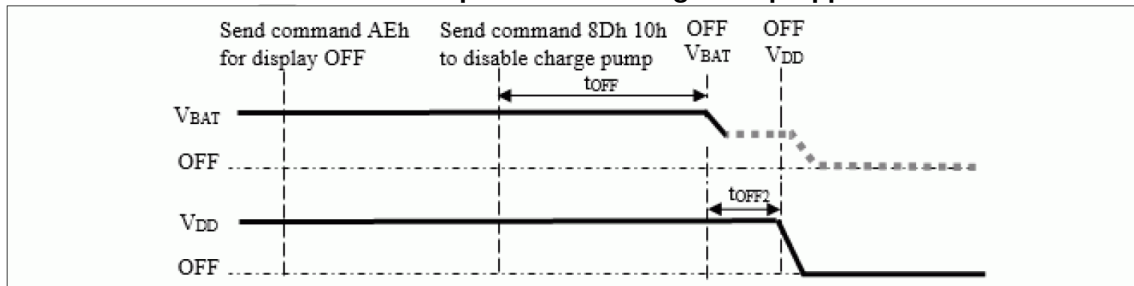 Send command AEh
for display OFF
Send command 8Dh 10h
to disable charge pump
OFF
VBAT
OFF
VDD
tOFF
VBAT
OFF
tOFF2
VDD
OFF